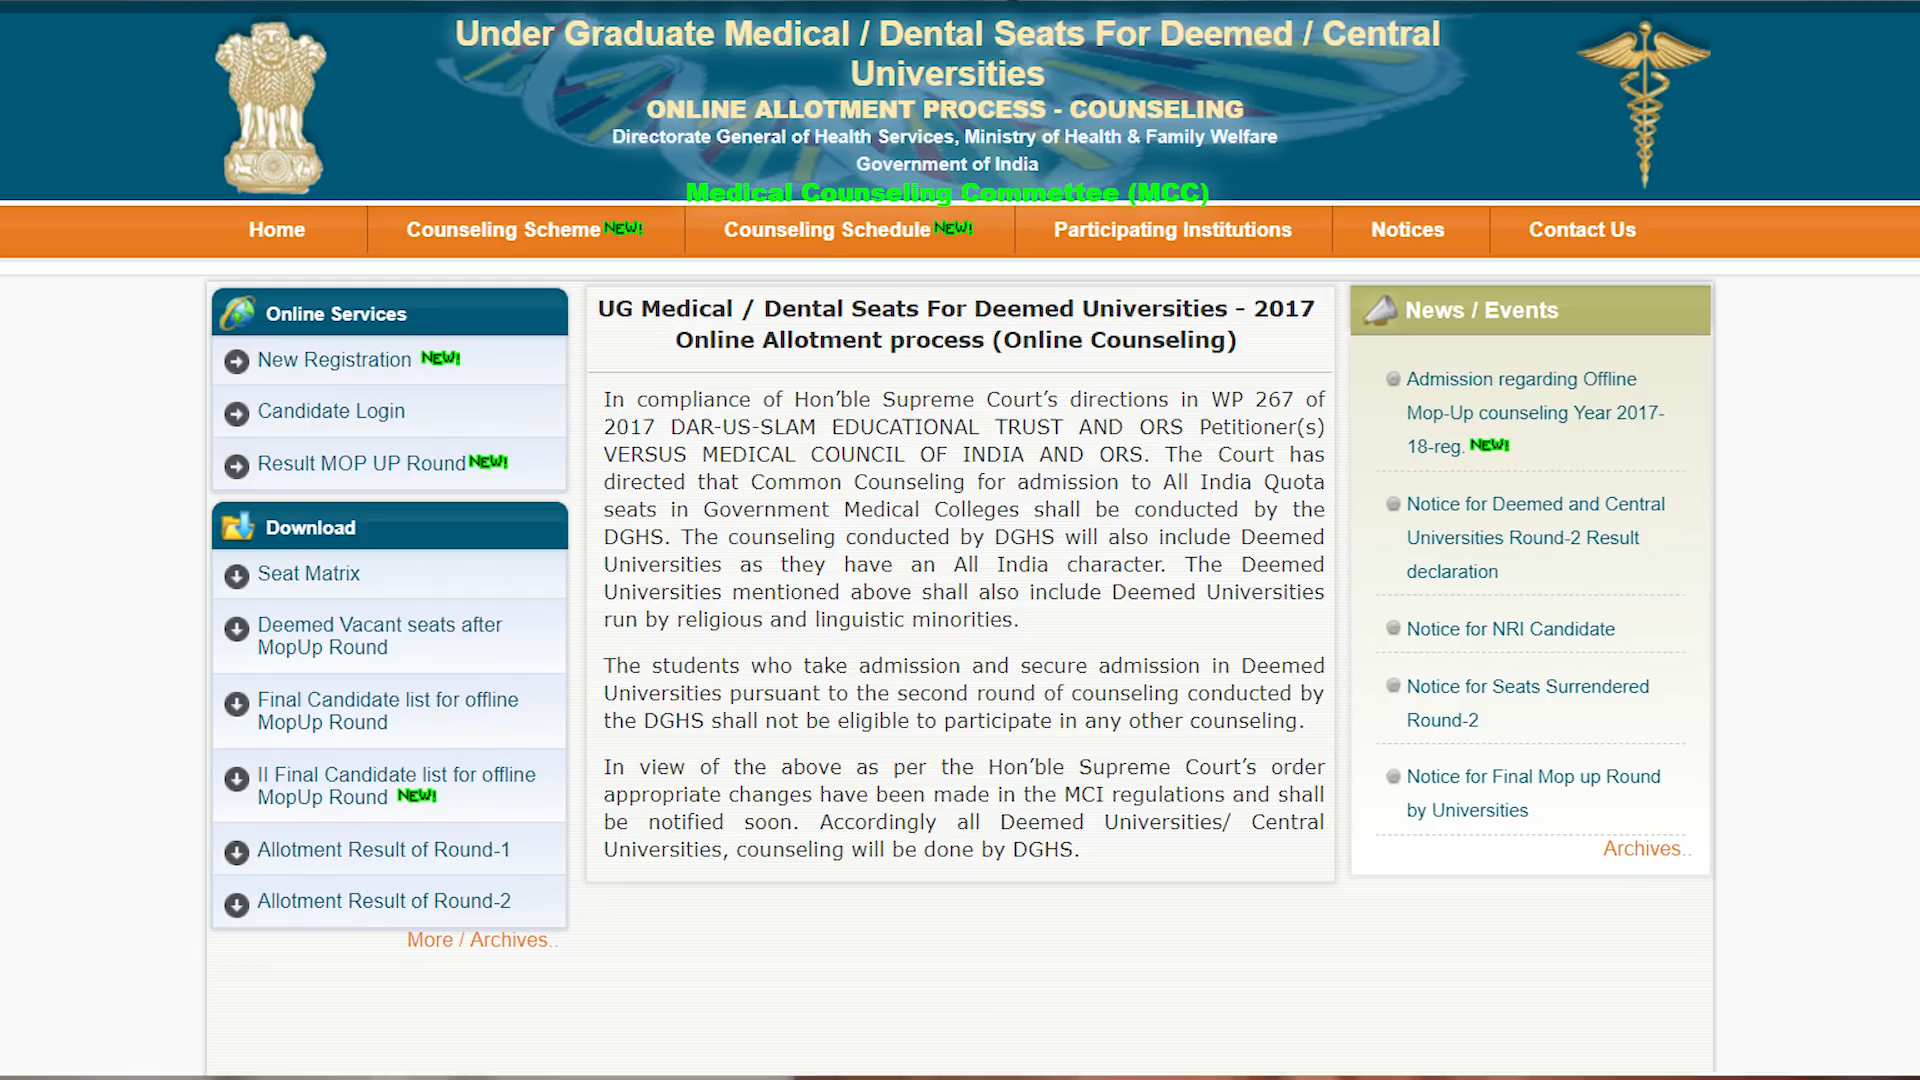 Under Graduate Medical / Dental Seats For Deemed / Central
Universities
ONLINE ALLOTMENT PROCESS - COUNSELING
Directorate General of Health Services, Ministry of Health & Family Welfare
Government of India
Medical Counseling Committee (MCC)
Home
Counseling Scheme NEW!
Counseling Schedule NEW!
Participating Institutions
Notices
Contact Us
Online Services
New Registration NEW!
Candidate Login
Result MOP UP Round NEW!
Download
Seat Matrix
Deemed Vacant seats after
MopUp Round
Final Candidate list for offline
MopUp Round
II Final Candidate list for offline
MopUp Round NEW!
Allotment Result of Round-1
Allotment Result of Round-2
More / Archives..
UG Medical / Dental Seats For Deemed Universities - 2017
Online Allotment process (Online Counseling)
In compliance of Hon’ble Supreme Court’s directions in WP 267 of
2017 DAR-US-SLAM EDUCATIONAL TRUST AND ORS Petitioner(s)
VERSUS MEDICAL COUNCIL OF INDIA AND ORS. The Court has
directed that Common Counseling for admission to All India Quota
seats in Government Medical Colleges shall be conducted by the
DGHS. The counseling conducted by DGHS will also include Deemed
Universities as they have an All India character. The Deemed
Universities mentioned above shall also include Deemed Universities
run by religious and linguistic minorities.
The students who take admission and secure admission in Deemed
Universities pursuant to the second round of counseling conducted by
the DGHS shall not be eligible to participate in any other counseling.
In view of the above as per the Hon’ble Supreme Court’s order
appropriate changes have been made in the MCI regulations and shall
be notified soon. Accordingly all Deemed Universities/ Central
Universities, counseling will be done by DGHS.
News / Events
Admission regarding Offline
Mop-Up counseling Year 2017-
18-reg. NEW!
Notice for Deemed and Central
Universities Round-2 Result
declaration
Notice for NRI Candidate
Notice for Seats Surrendered
Round-2
Notice for Final Mop up Round
by Universities
Archives..